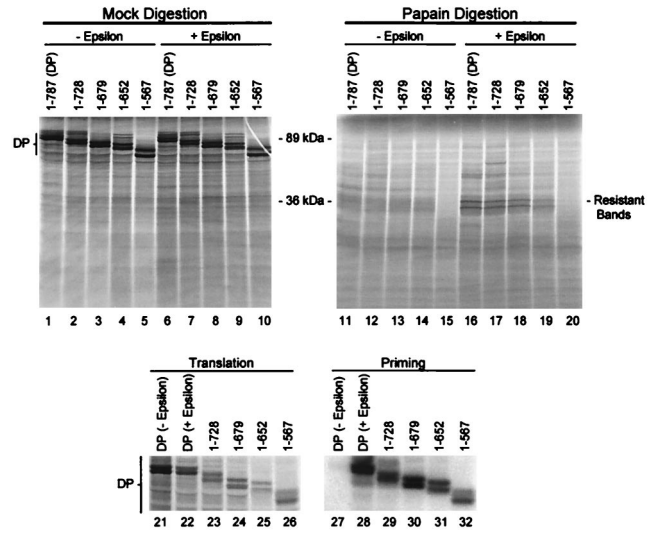 Mock Digestion
- Epsilon + Epsilon
1-787 (DP) 1-728 1-679 1-652 1-567 1-787 (DP) 1-728 1-679 1-652 1-567
DP
- 89 kDa -
- 36 kDa -
1 2 3 4 5 6 7 8 9 10
Papain Digestion
- Epsilon + Epsilon
1-787 (DP) 1-728 1-679 1-652 1-567 1-787 (DP) 1-728 1-679 1-652 1-567
- Resistant
Bands
11 12 13 14 15 16 17 18 19 20
Translation
DP (- Epsilon) DP (+ Epsilon) 1-728 1-679 1-652 1-567
DP
21 22 23 24 25 26
Priming
DP (- Epsilon) DP (+ Epsilon) 1-728 1-679 1-652 1-567
27 28 29 30 31 32